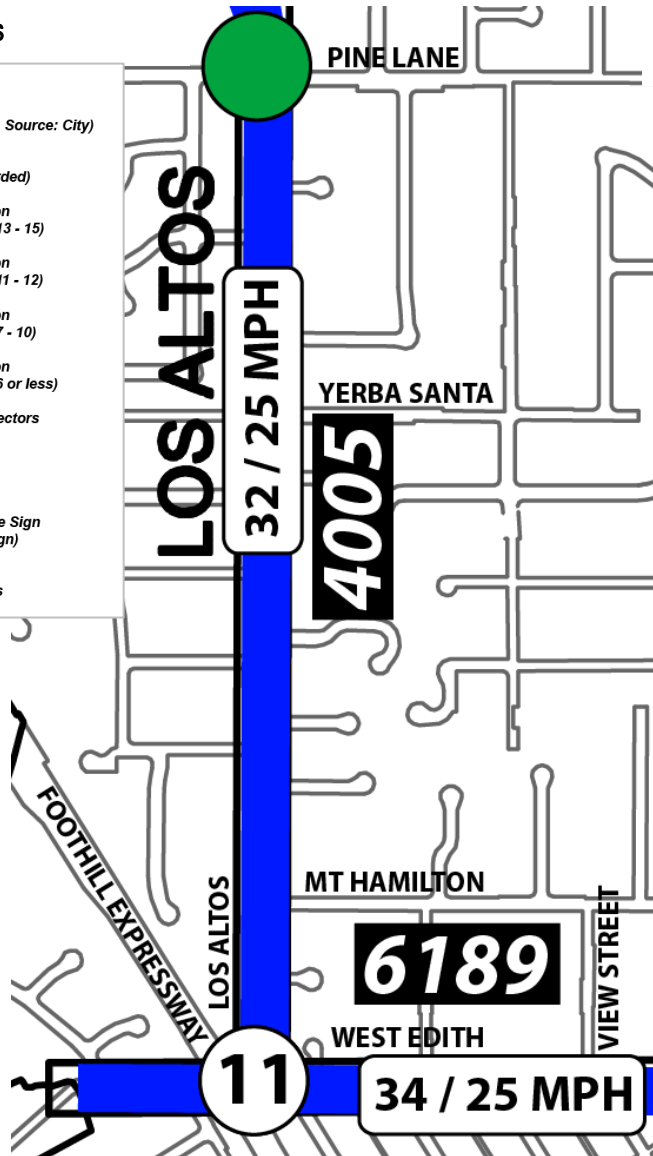 S
Source: City)
ded)
on
13 - 15)
on
11 - 12)
on
7 - 10)
on
6 or less)
ectors
e Sign
gn)
s
PINE LANE
LOS ALTOS
32 / 25 MPH
YERBA SANTA
4005
FOOTHILL EXPRESSWAY
LOS ALTOS
MT HAMILTON
6189
VIEW STREET
WEST EDITH
11
34 / 25 MPH